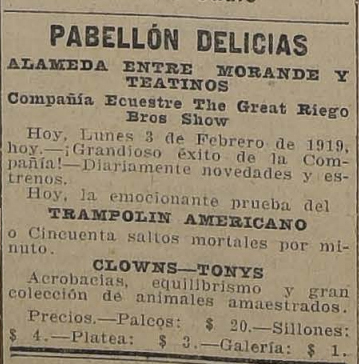 PABELLÓN DELICIAS
ALAMEDA ENTRE MORANDE Y
TEATINOS
Compañía Ecuestre The Great Riego
Bros Show
Hoy, Lunes 3 de Febrero de 1919,
hoy.—¡Grandioso éxito de la Com-
pañía!—Diariamente novedades y es-
trenos.
Hoy, la emocionante prueba del
TRAMPOLIN AMERICANO
o Cincuenta saltos mortales por mi-
nuto.
CLOWNS—TONYS
Acrobacias, equilibrismo y gran
colección de animales amaestrados.
Precios.—Palcos: $ 20.—Sillones:
$ 4.—Platea: $ 3.—Galería: $ 1.